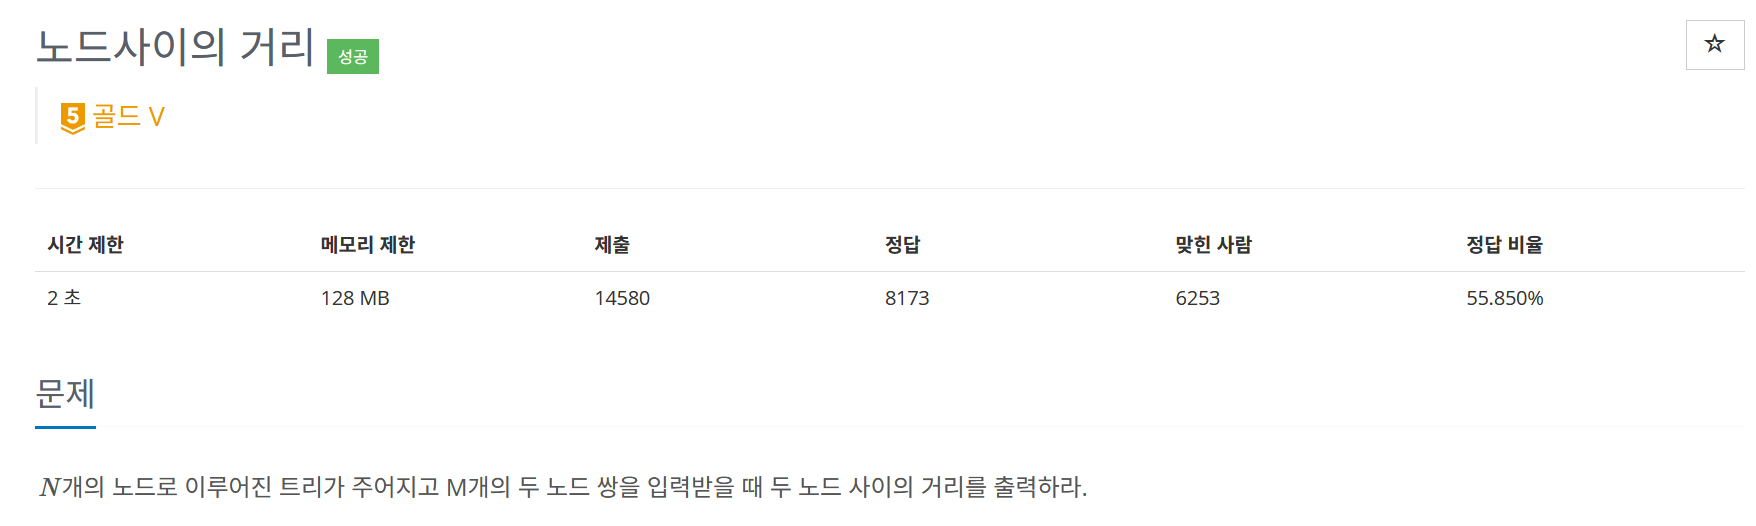 노드사이의 거리 성공
☆
5 골드 V
시간 제한 메모리 제한 제출 정답 맞힌 사람 정답 비율
2 초 128 MB 14580 8173 6253 55.850%
문제
N개의 노드로 이루어진 트리가 주어지고 M개의 두 노드 쌍을 입력받을 때 두 노드 사이의 거리를 출력하라.